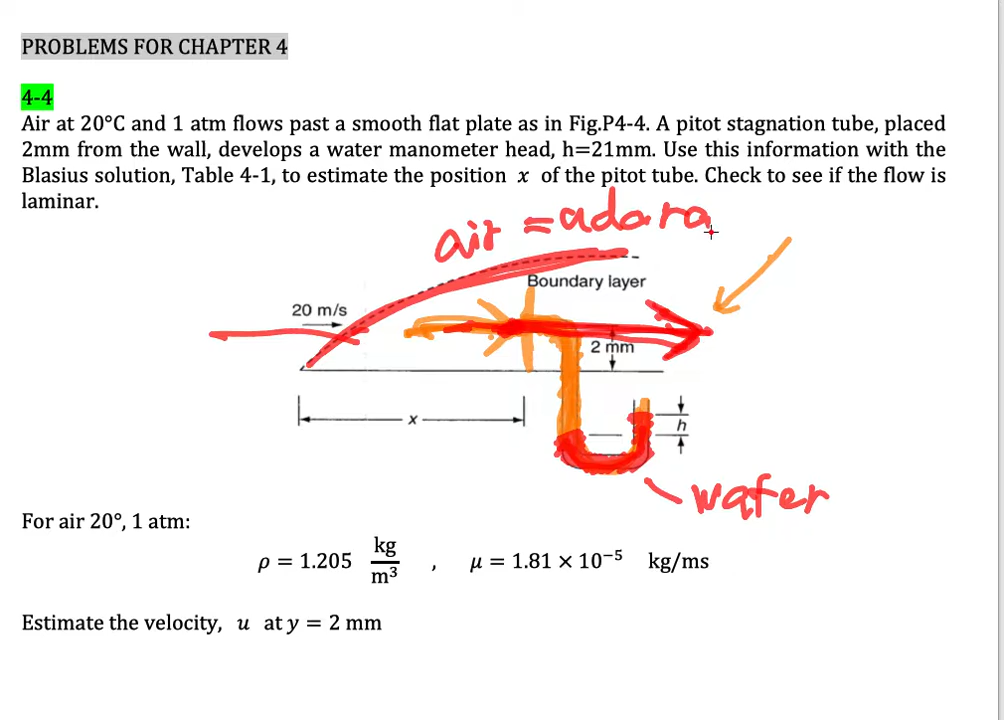 PROBLEMS FOR CHAPTER 4
4-4
Air at 20°C and 1 atm flows past a smooth flat plate as in Fig.P4-4. A pitot stagnation tube, placed
2mm from the wall, develops a water manometer head, h=21mm. Use this information with the
Blasius solution, Table 4-1, to estimate the position x of the pitot tube. Check to see if the flow is
laminar.
air = adara
Boundary layer
20 m/s
2 mm
x
h
water
For air 20°, 1 atm:
ρ = 1.205 kg/m³ , μ = 1.81 × 10⁻⁵ kg/ms
Estimate the velocity, u at y = 2 mm